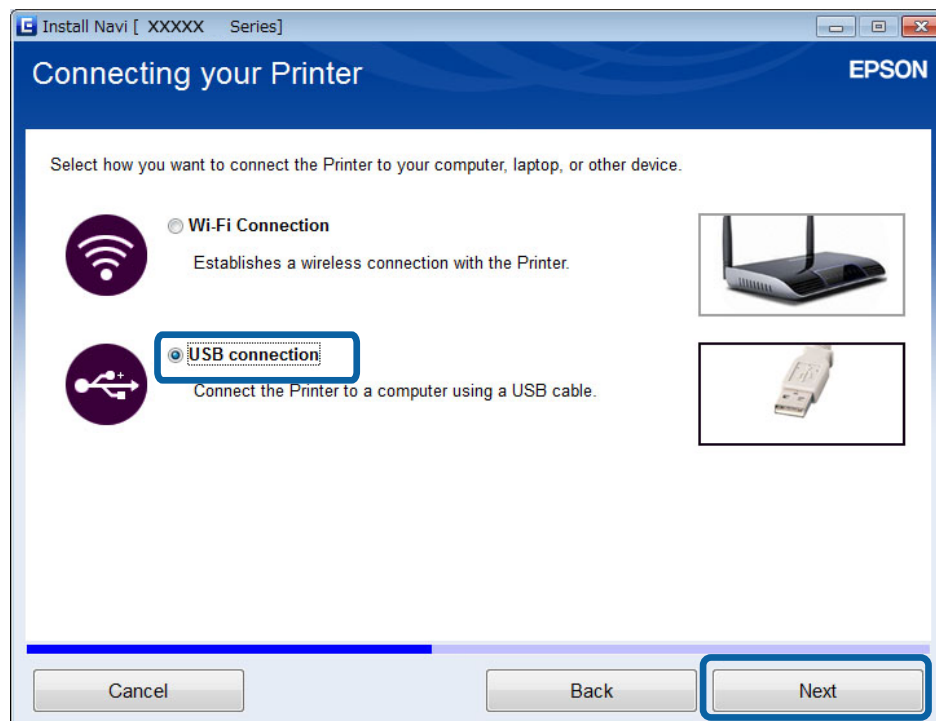 Install Navi [ XXXXX Series]
Connecting your Printer
EPSON
Select how you want to connect the Printer to your computer, laptop, or other device.
Wi-Fi Connection
Establishes a wireless connection with the Printer.
USB connection
Connect the Printer to a computer using a USB cable.
Cancel
Back
Next